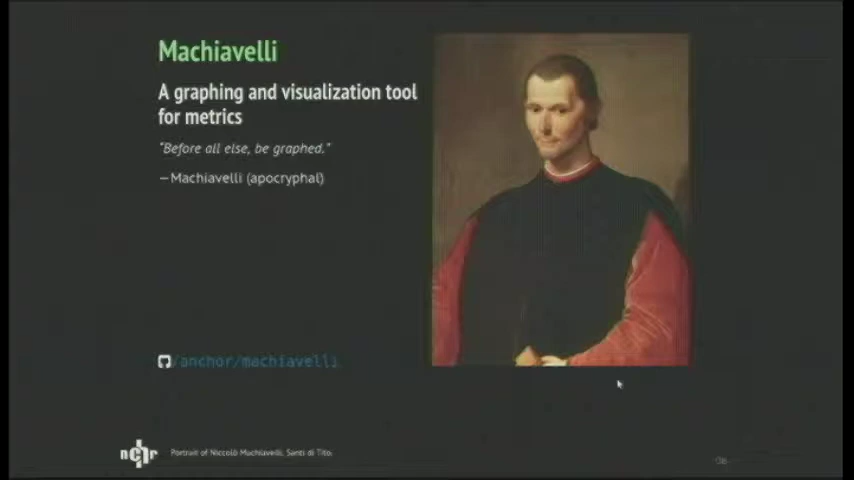 Machiavelli
A graphing and visualization tool
for metrics
"Before all else, be graphed."
—Machiavelli (apocryphal)
/anchor/machiavelli
Portrait of Niccolò Machiavelli, Santi di Tito